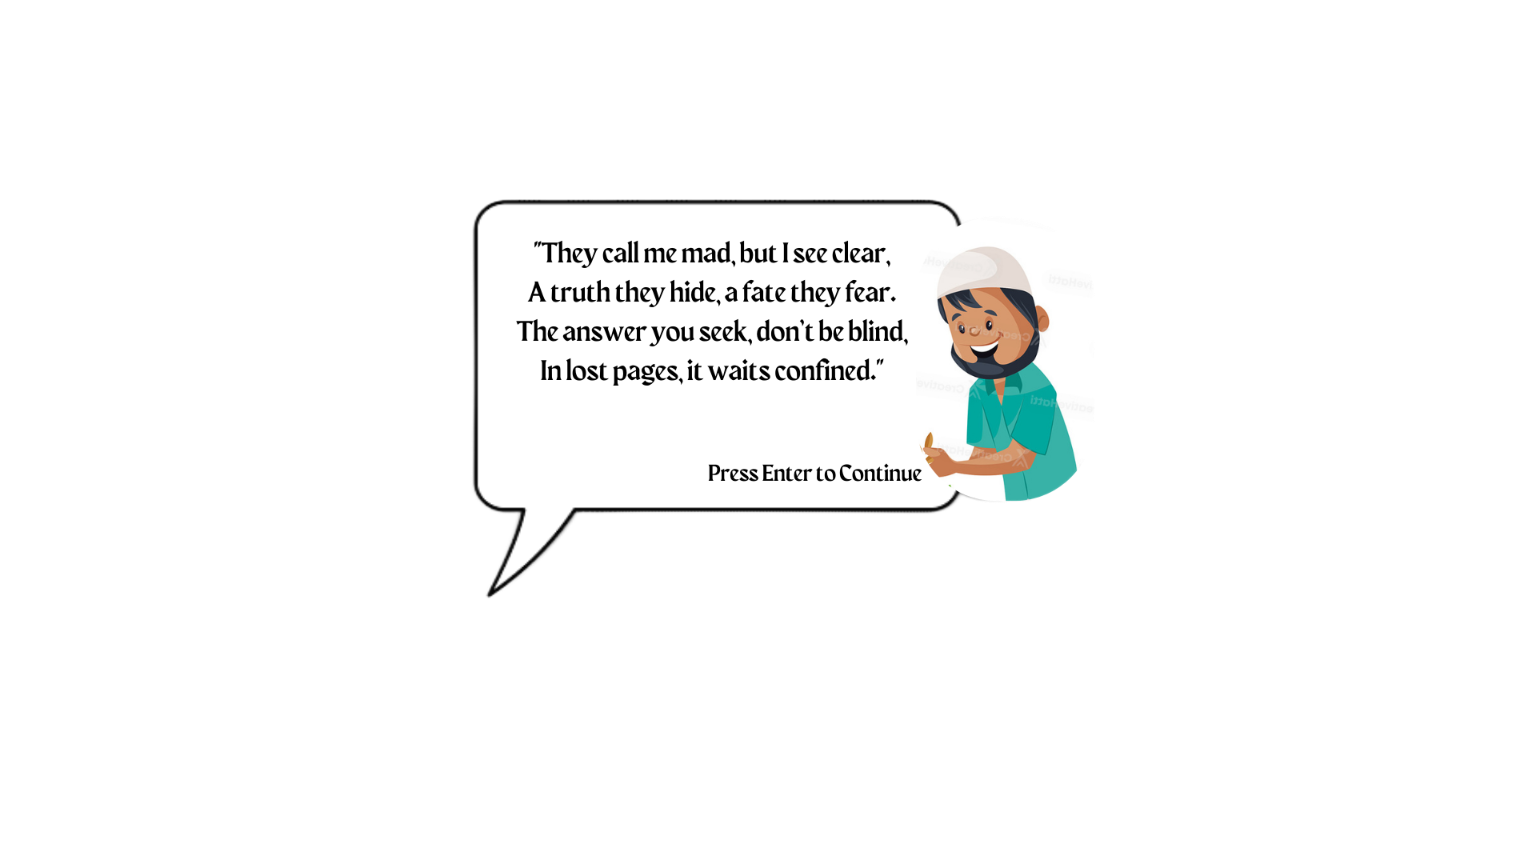 "They call me mad, but I see clear,
A truth they hide, a fate they fear.
The answer you seek, don't be blind,
In lost pages, it waits confined."
Press Enter to Continue